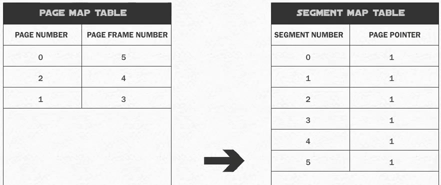 PAGE MAP TABLE
PAGE NUMBER PAGE FRAME NUMBER
0 5
2 4
1 3
SEGMENT MAP TABLE
SEGMENT NUMBER PAGE POINTER
0 1
1 1
2 1
3 1
4 1
5 1